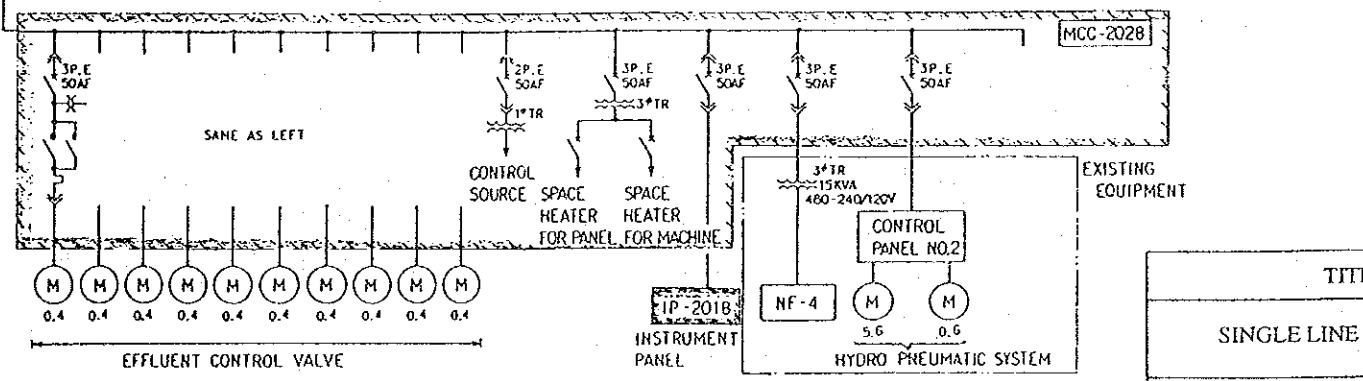 MCC-2028
3P.E
50AF
2P.E
50AF
3P.E
50AF
3P.E
50AF
3P.E
50AF
3P.E
50AF
1φTR
3φTR
SANE AS LEFT
CONTROL
SOURCE
SPACE
HEATER
FOR PANEL
SPACE
HEATER
FOR MACHINE
3φTR
15KVA
480-240/120V
EXISTING
EQUIPMENT
CONTROL
PANEL NO.2
M
M
M
M
M
M
M
M
M
M
0.4
0.4
0.4
0.4
0.4
0.4
0.4
0.4
0.4
0.4
EFFLUENT CONTROL VALVE
IP-201B
INSTRUMENT
PANEL
NF-4
M
M
5.6
0.6
HYDRO PNEUMATIC SYSTEM
SINGLE LINE